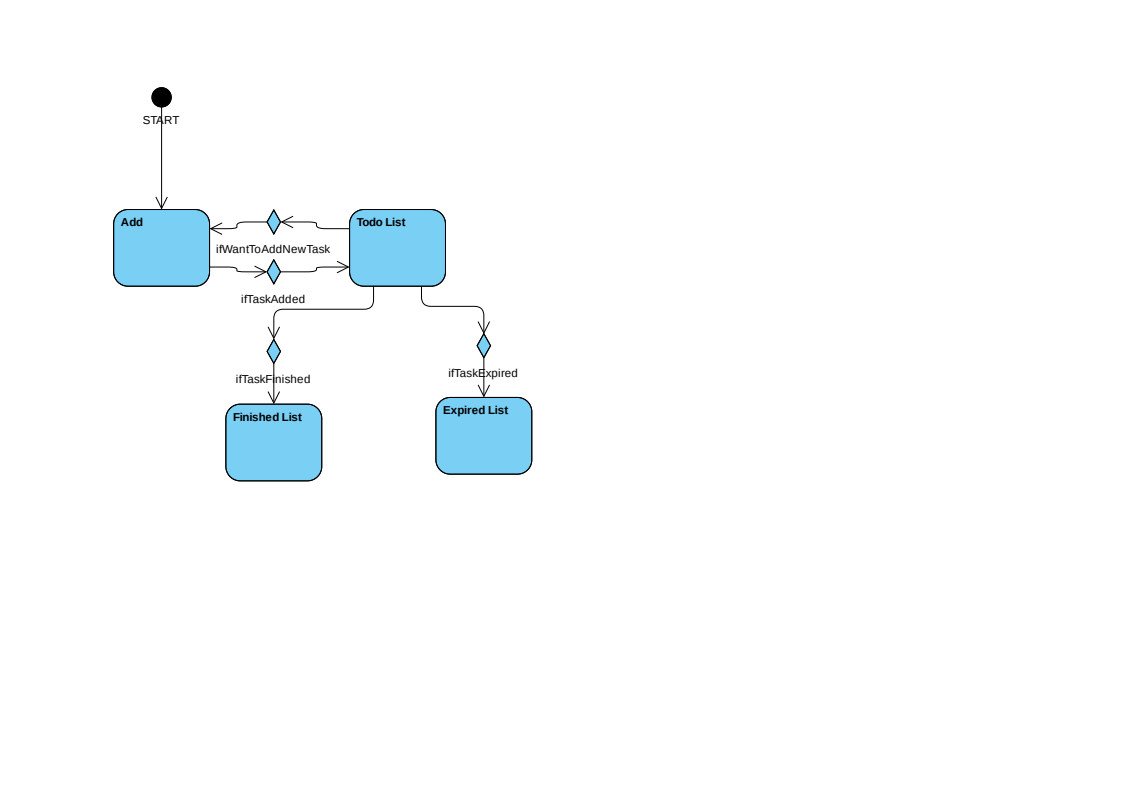 START
Add
Todo List
ifWantToAddNewTask
ifTaskAdded
ifTaskFinished
ifTaskExpired
Finished List
Expired List